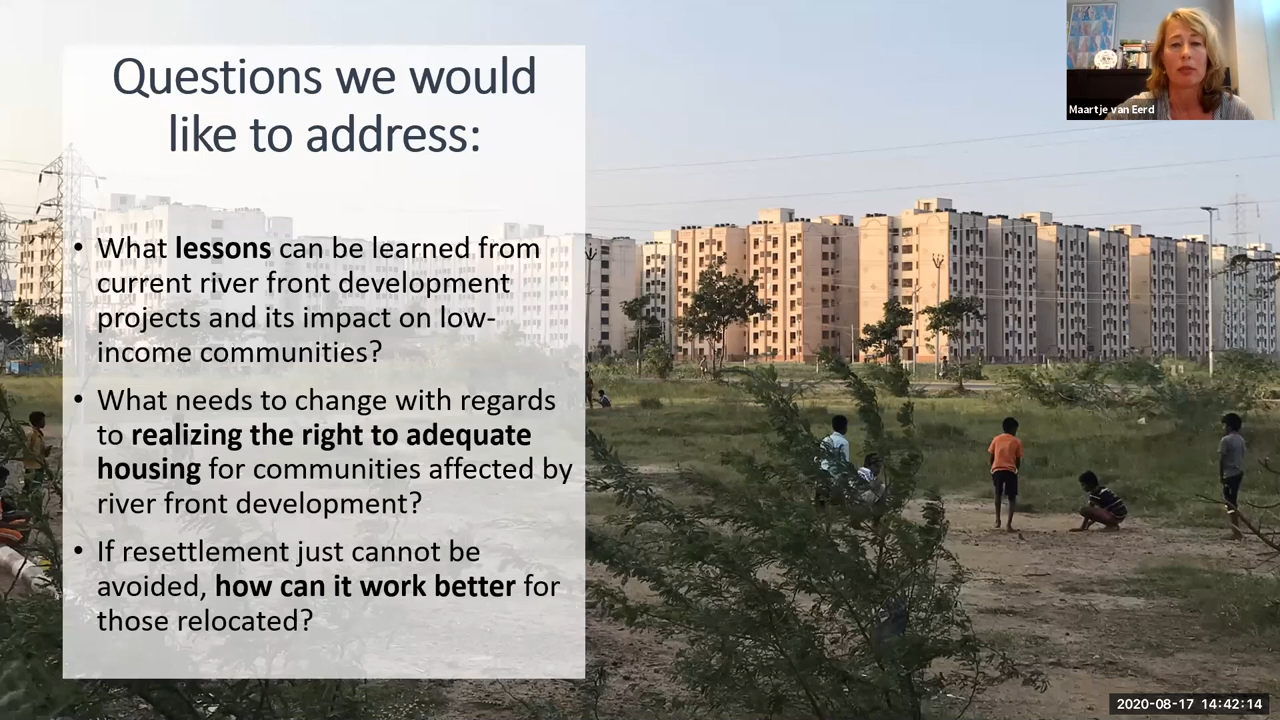 Questions we would
like to address:
• What lessons can be learned from
current river front development
projects and its impact on low-
income communities?
• What needs to change with regards
to realizing the right to adequate
housing for communities affected by
river front development?
• If resettlement just cannot be
avoided, how can it work better for
those relocated?
Maartje van Eerd
2020-08-17 14:42:14